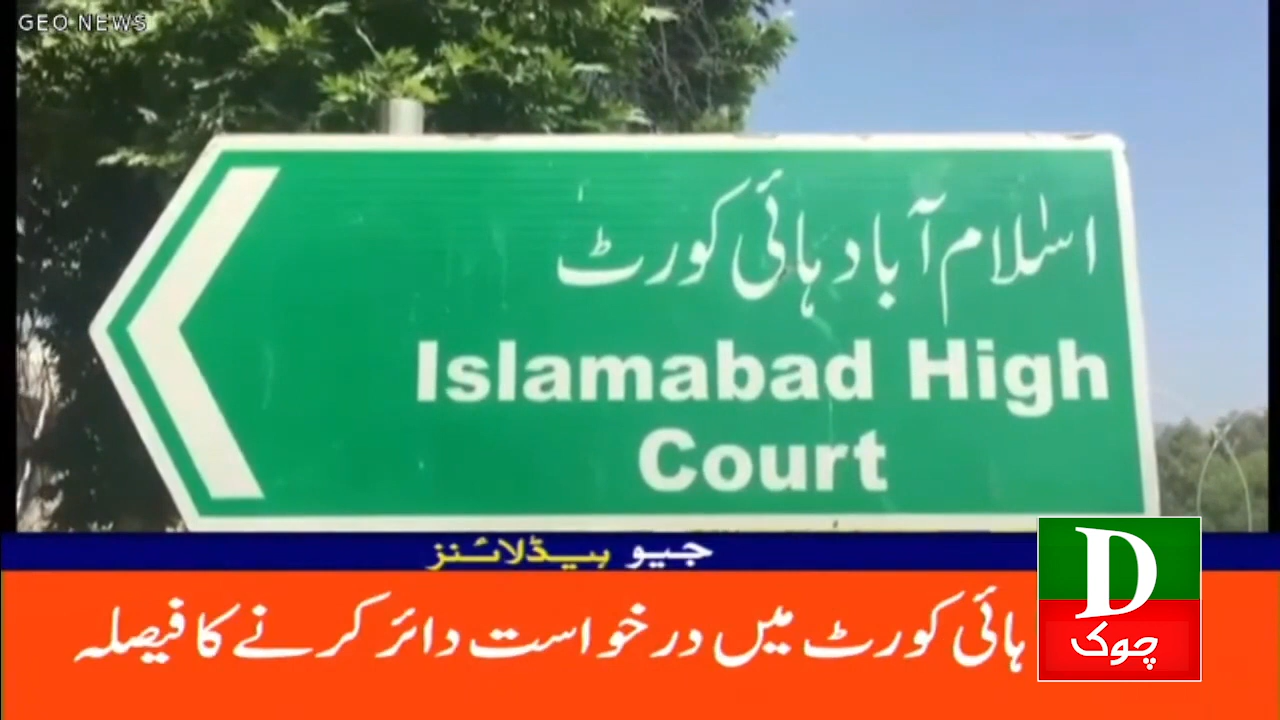 GEO NEWS
اسلام آباد ہائی کورٹ
Islamabad High
Court
جیو ہیڈلائنز
ہائی کورٹ میں درخواست دائر کرنے کا فیصلہ
D
چوک